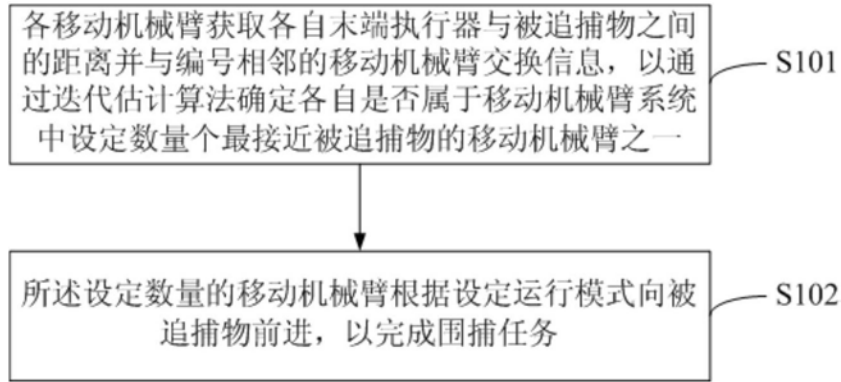 各移动机械臂获取各自末端执行器与被追捕物之间
的距离并与编号相邻的移动机械臂交换信息，以通
过迭代估计算法确定各自是否属于移动机械臂系统
中设定数量个最接近被追捕物的移动机械臂之一
S101
所述设定数量的移动机械臂根据设定运行模式向被
追捕物前进，以完成围捕任务
S102